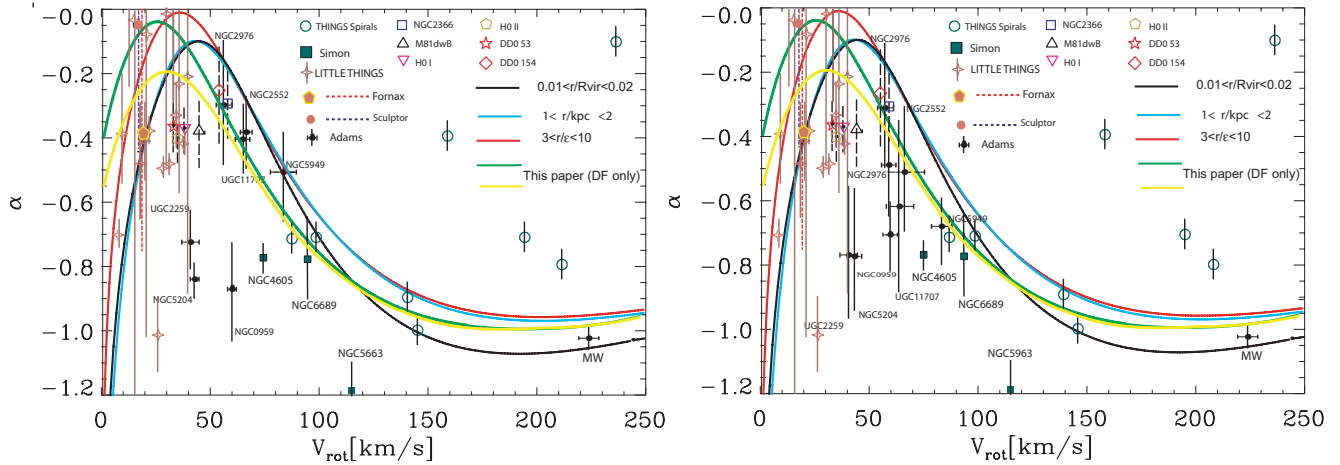 THINGS Spirals
Simon
LITTLE THINGS
Fornax
Sculptor
Adams
NGC2366
M81dwB
H0 I
H0 II
DD0 53
DD0 154
0.01<r/Rvir<0.02
1< r/kpc <2
3<r/ε<10
This paper (DF only)
NGC2976
NGC2552
NGC5949
UGC11707
UGC2259
NGC5204
NGC0959
NGC4605
NGC6689
NGC5663
MW
α
-0.0
-0.2
-0.4
-0.6
-0.8
-1.0
-1.2
0 50 100 150 200 250
Vrot[km/s]
THINGS Spirals
Simon
LITTLE THINGS
Fornax
Sculptor
Adams
NGC2366
M81dwB
H0 I
H0 II
DD0 53
DD0 154
0.01<r/Rvir<0.02
1< r/kpc <2
3<r/ε<10
This paper (DF only)
NGC2976
NGC2552
NGC2976
NGC5949
NGC0959
NGC4605
UGC11707
NGC6689
NGC5204
UGC2259
NGC5963
MW
α
-0.0
-0.2
-0.4
-0.6
-0.8
-1.0
-1.2
0 50 100 150 200 250
Vrot[km/s]